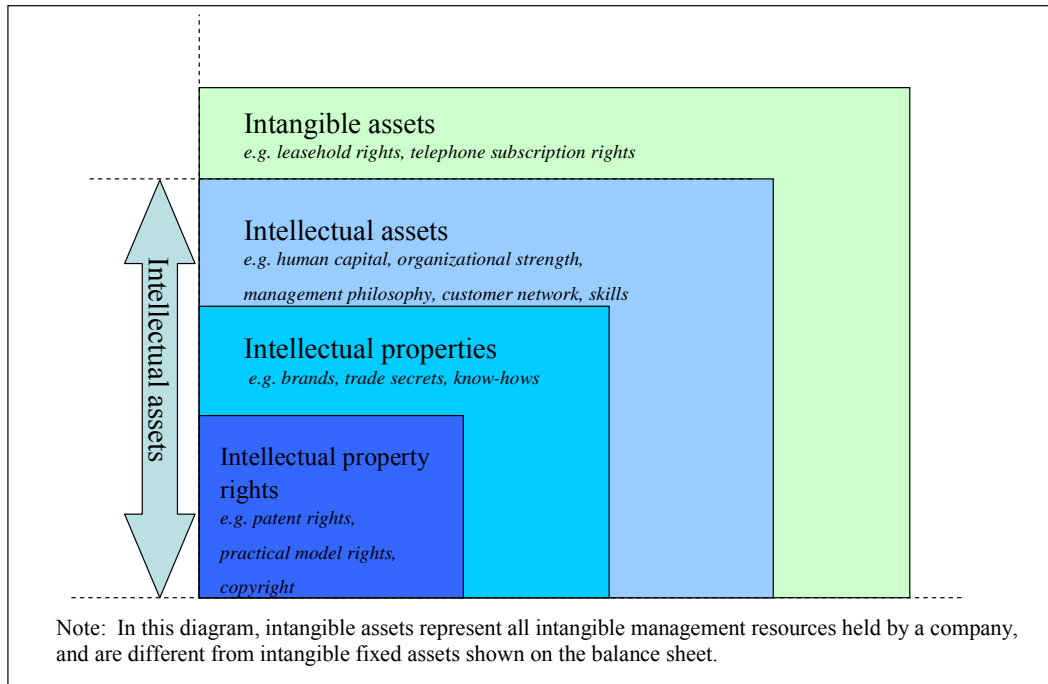 Intangible assets
e.g. leasehold rights, telephone subscription rights
Intellectual assets
e.g. human capital, organizational strength,
management philosophy, customer network, skills
Intellectual assets
Intellectual properties
e.g. brands, trade secrets, know-hows
Intellectual property
rights
e.g. patent rights,
practical model rights,
copyright
Note:  In this diagram, intangible assets represent all intangible management resources held by a company,
and are different from intangible fixed assets shown on the balance sheet.